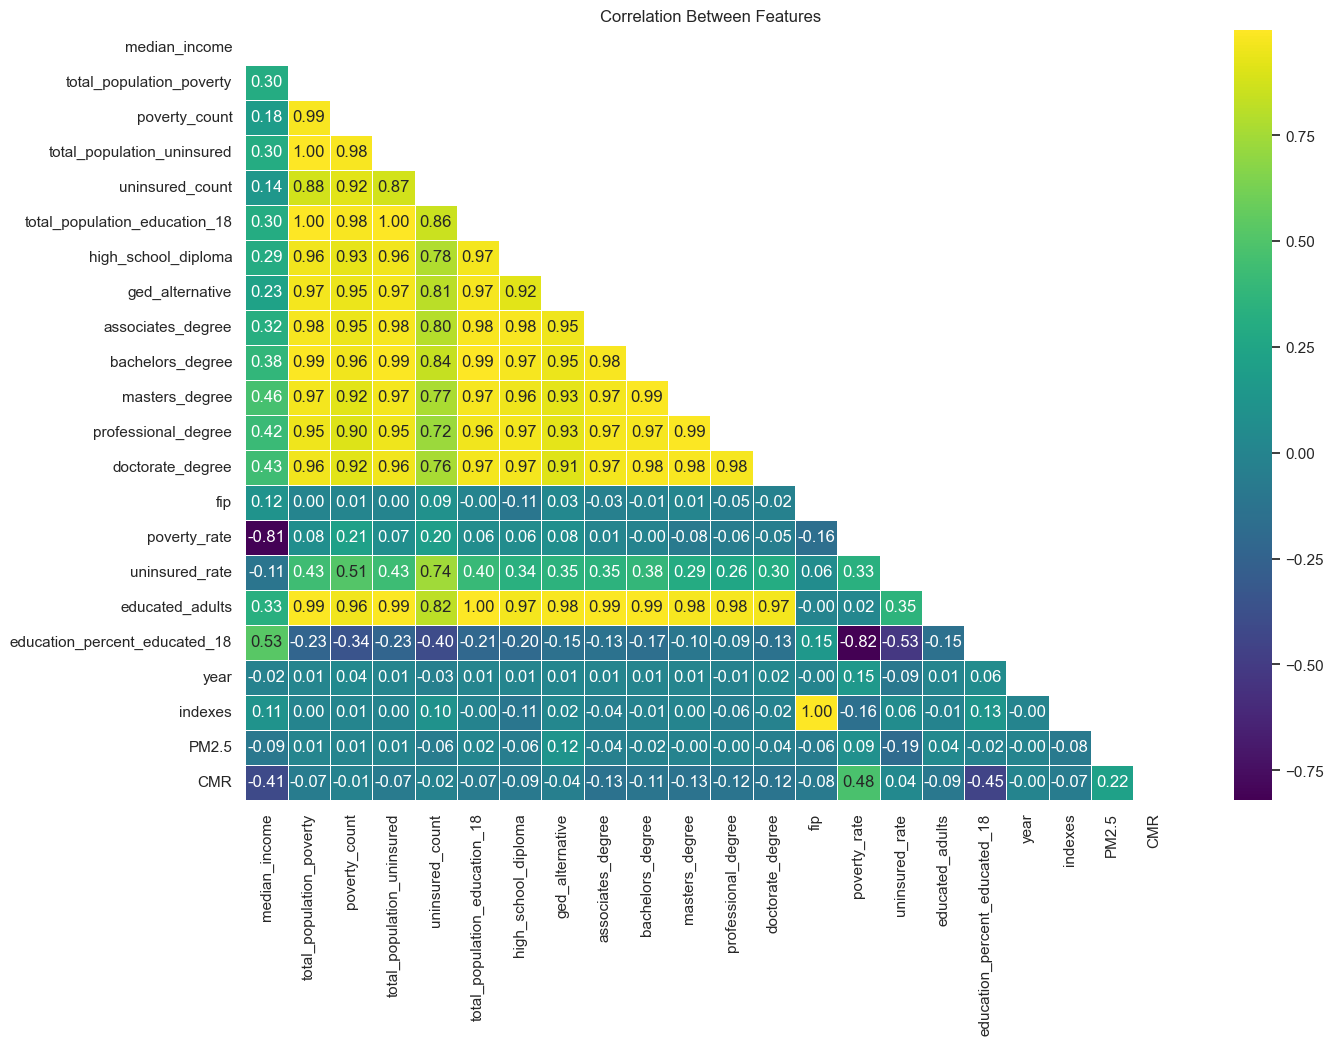 Correlation Between Features
median_income
total_population_poverty 0.30
poverty_count 0.18 0.99
total_population_uninsured 0.30 1.00 0.98
uninsured_count 0.14 0.88 0.92 0.87
total_population_education_18 0.30 1.00 0.98 1.00 0.86
high_school_diploma 0.29 0.96 0.93 0.96 0.78 0.97
ged_alternative 0.23 0.97 0.95 0.97 0.81 0.97 0.92
associates_degree 0.32 0.98 0.95 0.98 0.80 0.98 0.98 0.95
bachelors_degree 0.38 0.99 0.96 0.99 0.84 0.99 0.97 0.95 0.98
masters_degree 0.46 0.97 0.92 0.97 0.77 0.97 0.96 0.93 0.97 0.99
professional_degree 0.42 0.95 0.90 0.95 0.72 0.96 0.97 0.93 0.97 0.97 0.99
doctorate_degree 0.43 0.96 0.92 0.96 0.76 0.97 0.97 0.91 0.97 0.98 0.98 0.98
fip 0.12 0.00 0.01 0.00 0.09 -0.00 -0.11 0.03 -0.03 -0.01 0.01 -0.05 -0.02
poverty_rate -0.81 0.08 0.21 0.07 0.20 0.06 0.06 0.08 0.01 -0.00 -0.08 -0.06 -0.05 -0.16
uninsured_rate -0.11 0.43 0.51 0.43 0.74 0.40 0.34 0.35 0.35 0.38 0.29 0.26 0.30 0.06 0.33
educated_adults 0.33 0.99 0.96 0.99 0.82 1.00 0.97 0.98 0.99 0.99 0.98 0.98 0.97 -0.00 0.02 0.35
education_percent_educated_18 0.53 -0.23 -0.34 -0.23 -0.40 -0.21 -0.20 -0.15 -0.13 -0.17 -0.10 -0.09 -0.13 0.15 -0.82 -0.53 -0.15
year -0.02 0.01 0.04 0.01 -0.03 0.01 0.01 0.01 0.01 0.01 0.01 -0.01 0.02 -0.00 0.15 -0.09 0.01 0.06
indexes 0.11 0.00 0.01 0.00 0.10 -0.00 -0.11 0.02 -0.04 -0.01 0.00 -0.06 -0.02 1.00 -0.16 0.06 -0.01 0.13 -0.00
PM2.5 -0.09 0.01 0.01 0.01 -0.06 0.02 -0.06 0.12 -0.04 -0.02 -0.00 -0.00 -0.04 -0.06 0.09 -0.19 0.04 -0.02 -0.00 -0.08
CMR -0.41 -0.07 -0.01 -0.07 -0.02 -0.07 -0.09 -0.04 -0.13 -0.11 -0.13 -0.12 -0.12 -0.08 0.48 0.04 -0.09 -0.45 -0.00 -0.07 0.22
median_income
total_population_poverty
poverty_count
total_population_uninsured
uninsured_count
total_population_education_18
high_school_diploma
ged_alternative
associates_degree
bachelors_degree
masters_degree
professional_degree
doctorate_degree
fip
poverty_rate
uninsured_rate
educated_adults
education_percent_educated_18
year
indexes
PM2.5
CMR
0.75
0.50
0.25
0.00
−0.25
−0.50
−0.75